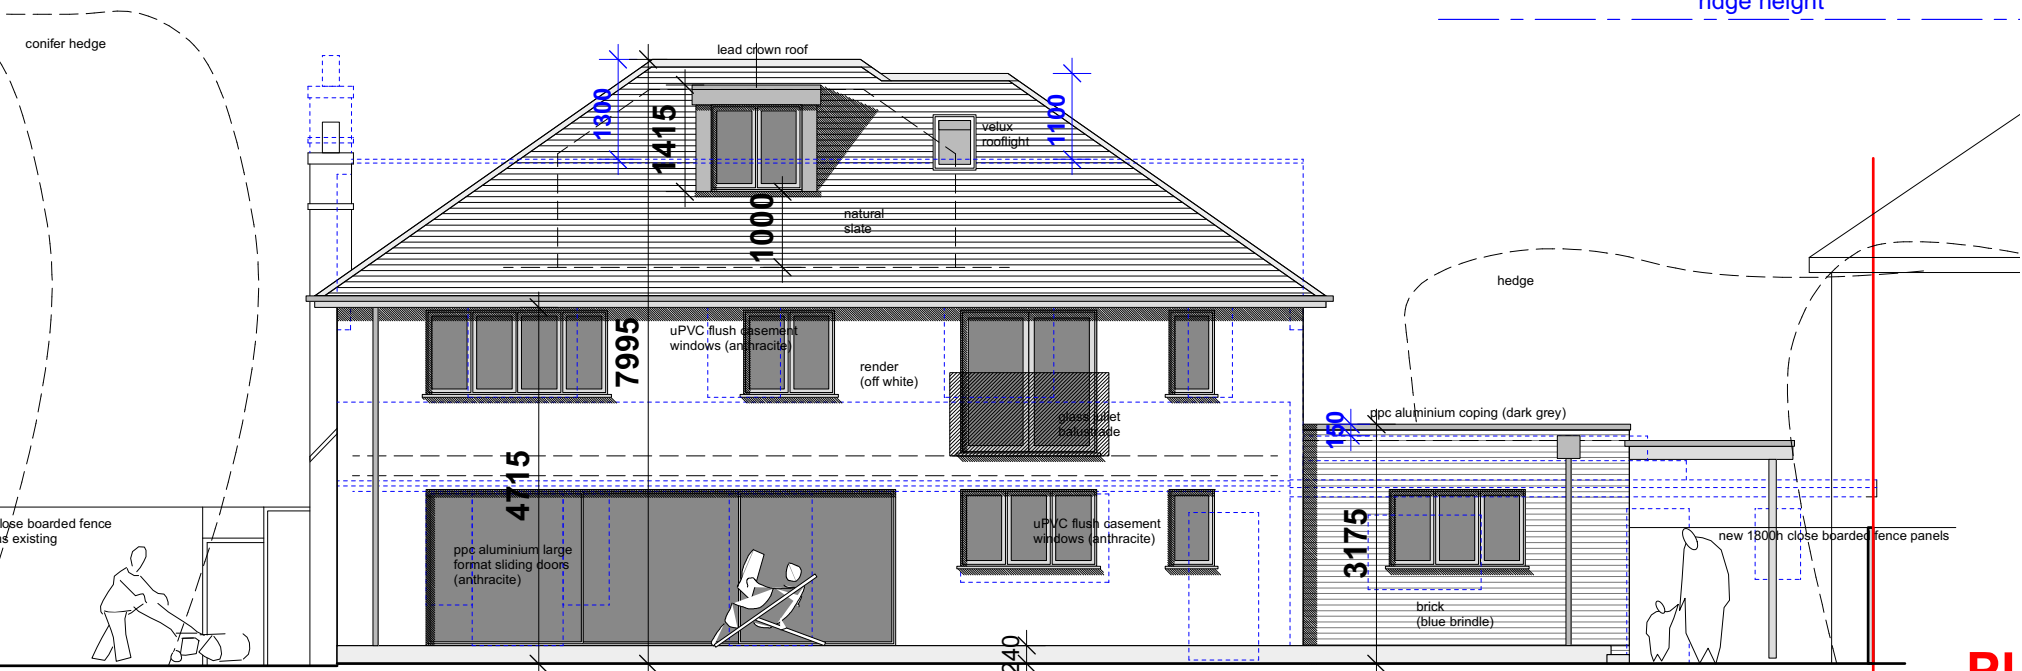 ridge height
conifer hedge
lead crown roof
1300
1415
1100
velux
rooflight
1000
natural
slate
hedge
7995
uPVC flush casement
windows (anthracite)
render
(off white)
glass juliet
balustrade
150
ppc aluminium coping (dark grey)
4715
close boarded fence
as existing
ppc aluminium large
format sliding doors
(anthracite)
uPVC flush casement
windows (anthracite)
3175
new 1800h close boarded fence panels
brick
(blue brindle)
240